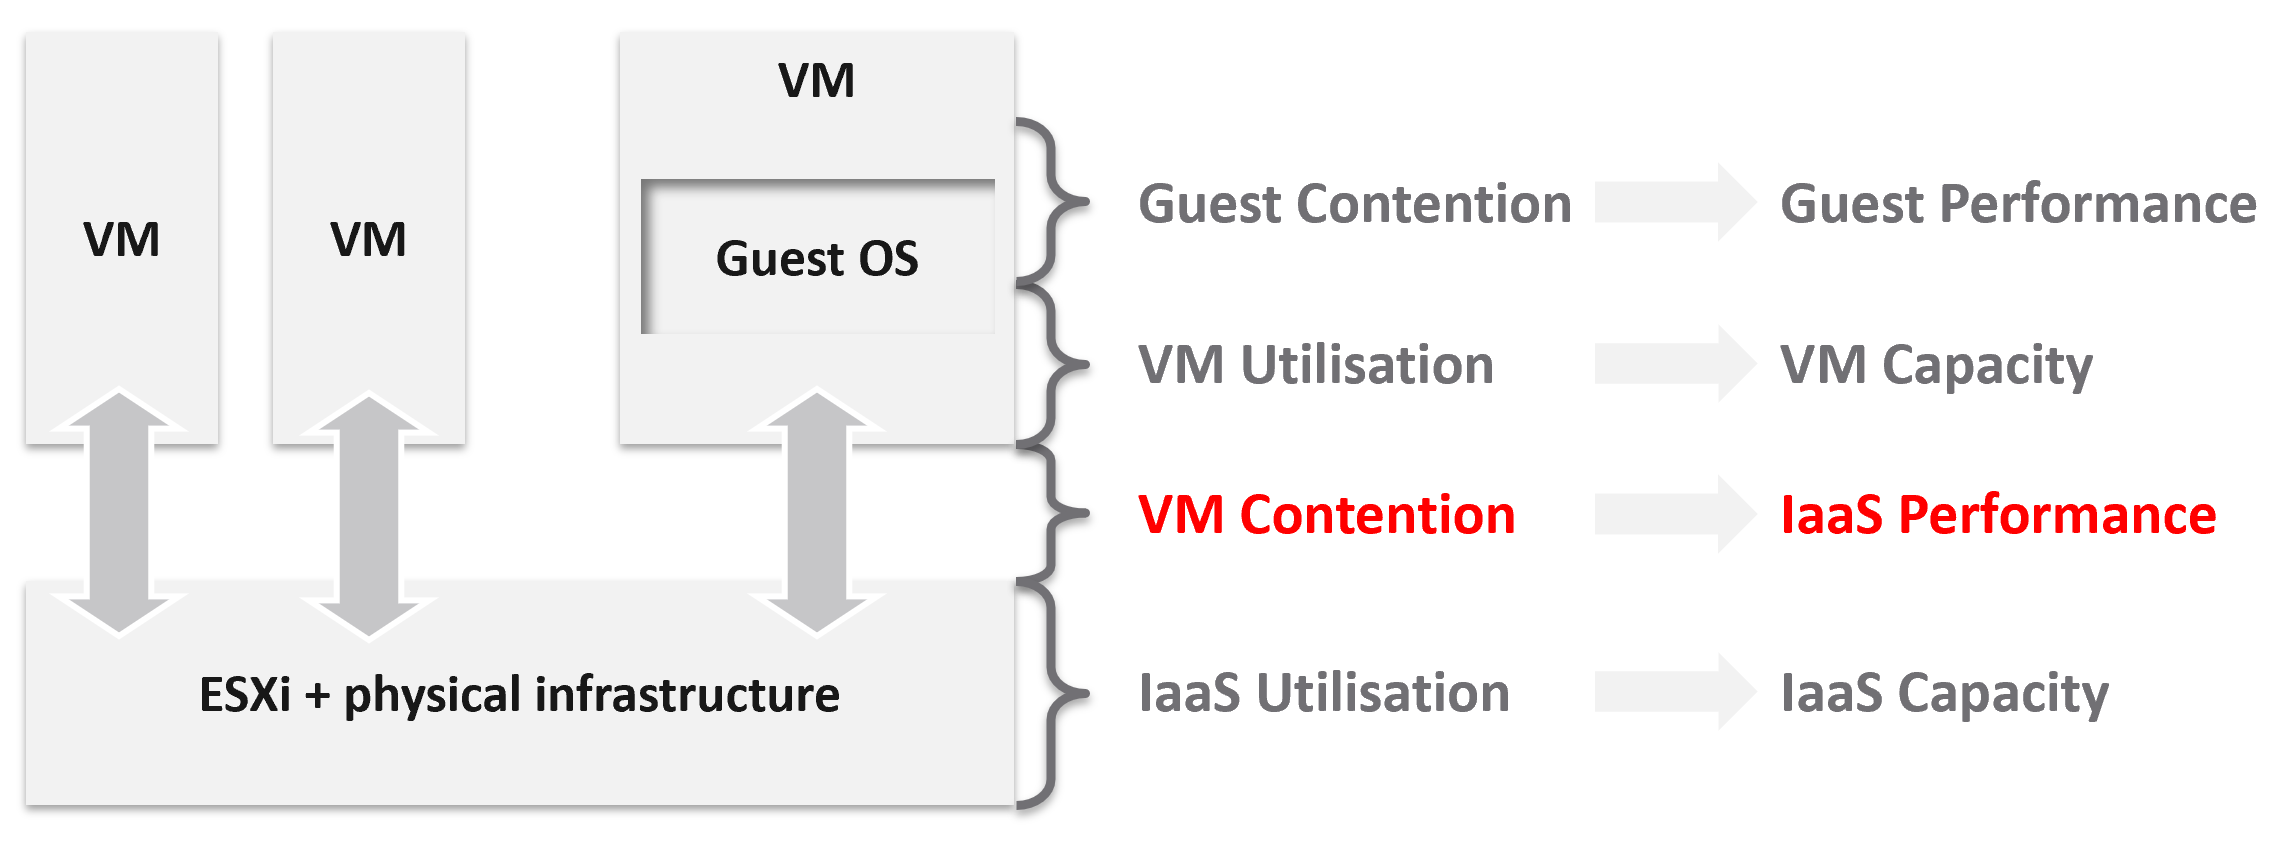 VM
VM
VM
Guest OS
ESXi + physical infrastructure
Guest Contention
Guest Performance
VM Utilisation
VM Capacity
VM Contention
IaaS Performance
IaaS Utilisation
IaaS Capacity